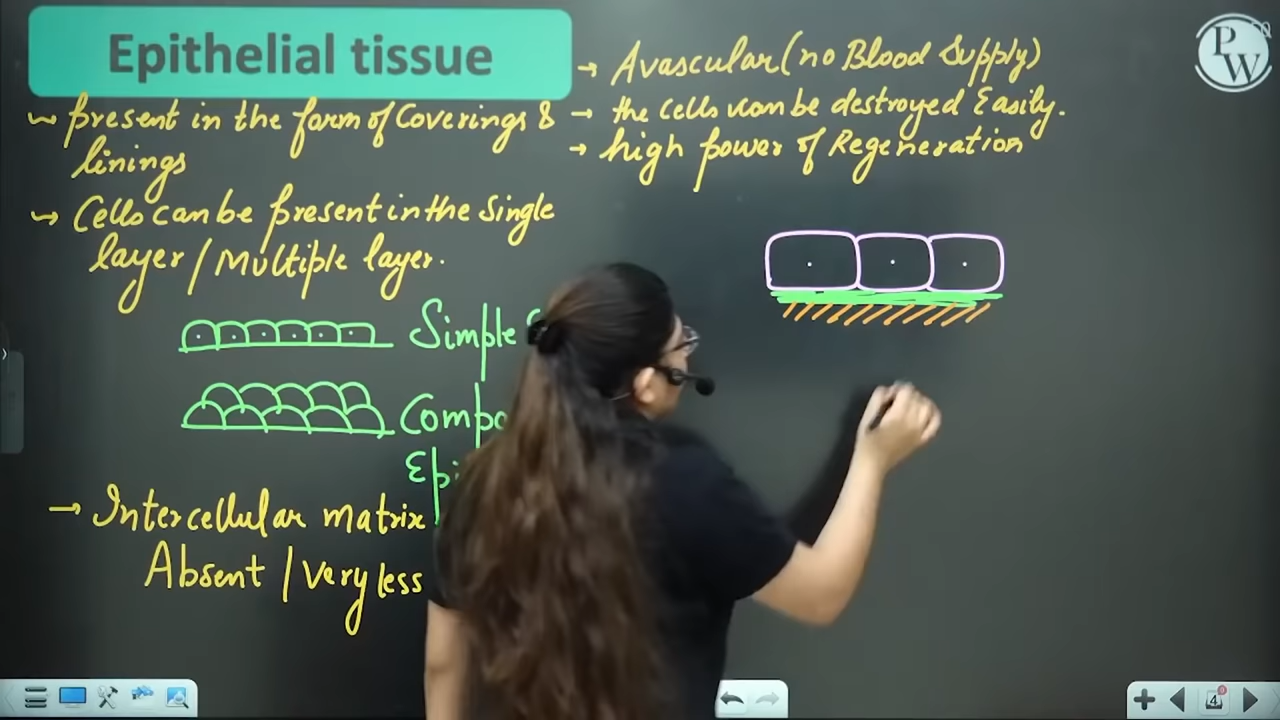 Epithelial tissue
present in the form of Coverings &
linings
Cells can be present in the Single
layer / Multiple layer.
Simple
Compo
Epi
→ Intercellular matrix
Absent / Very less
→ Avascular (no Blood Supply)
→ the cells can be destroyed Easily.
→ high power of Regeneration
PW
4